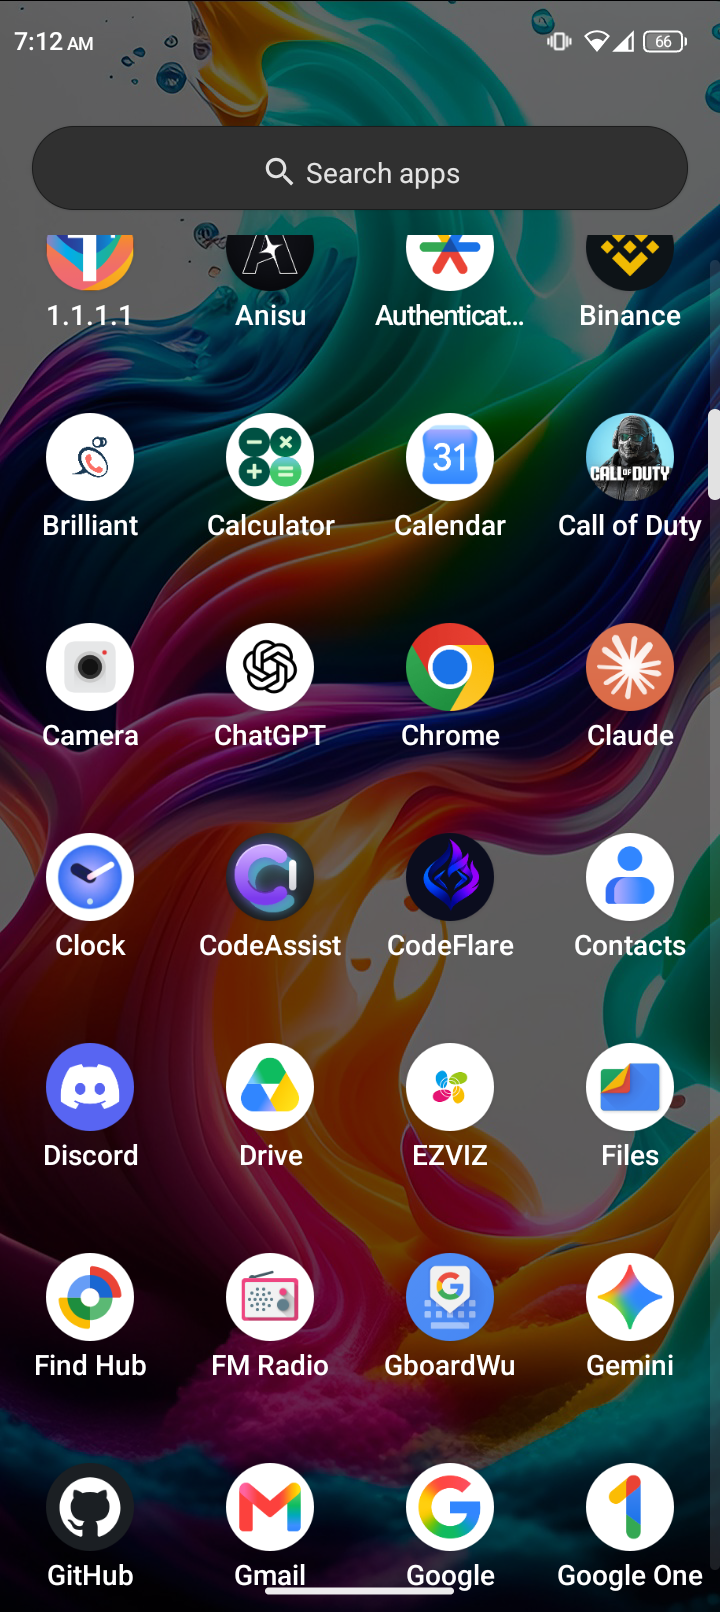 7:12 AM
66
Search apps
1.1.1.1
Anisu
Authenticat...
Binance
31
CALL OF DUTY
Brilliant
Calculator
Calendar
Call of Duty
Camera
ChatGPT
Chrome
Claude
Clock
CodeAssist
CodeFlare
Contacts
Discord
Drive
EZVIZ
Files
G
Find Hub
FM Radio
GboardWu
Gemini
GitHub
Gmail
Google
Google One